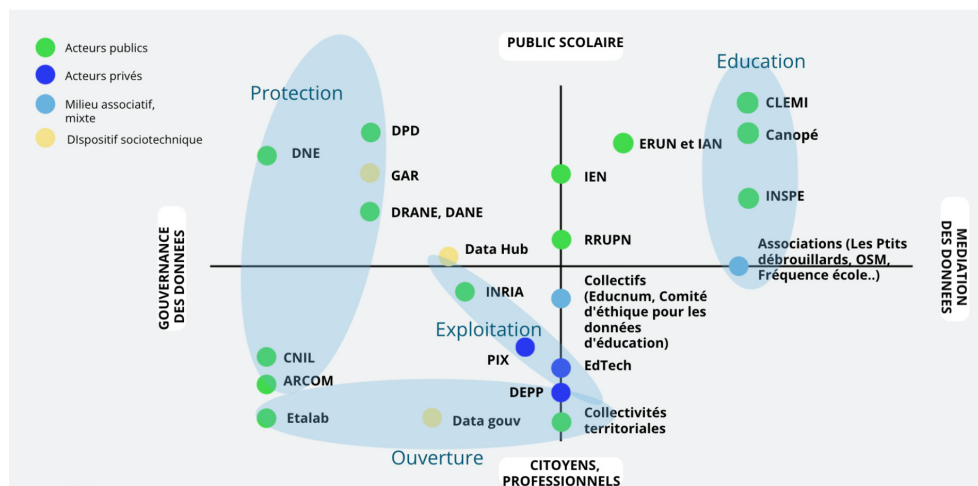 PUBLIC SCOLAIRE
Acteurs publics
Acteurs privés
Milieu associatif,
mixte
DIspositif sociotechnique
Protection
Education
DNE
DPD
GAR
DRANE, DANE
ERUN et IAN
IEN
RRUPN
CLEMI
Canopé
INSPE
GOUVERNANCE
DES DONNEES
MEDIATION
DES DONNEES
Data Hub
Associations (Les Ptits
débrouillards, OSM,
Fréquence école..)
INRIA
Collectifs
(Educnum, Comité
d'éthique pour les
données
d'éducation)
Exploitation
PIX
EdTech
CNIL
ARCOM
DEPP
Etalab
Data gouv
Collectivités
territoriales
Ouverture
CITOYENS,
PROFESSIONNELS